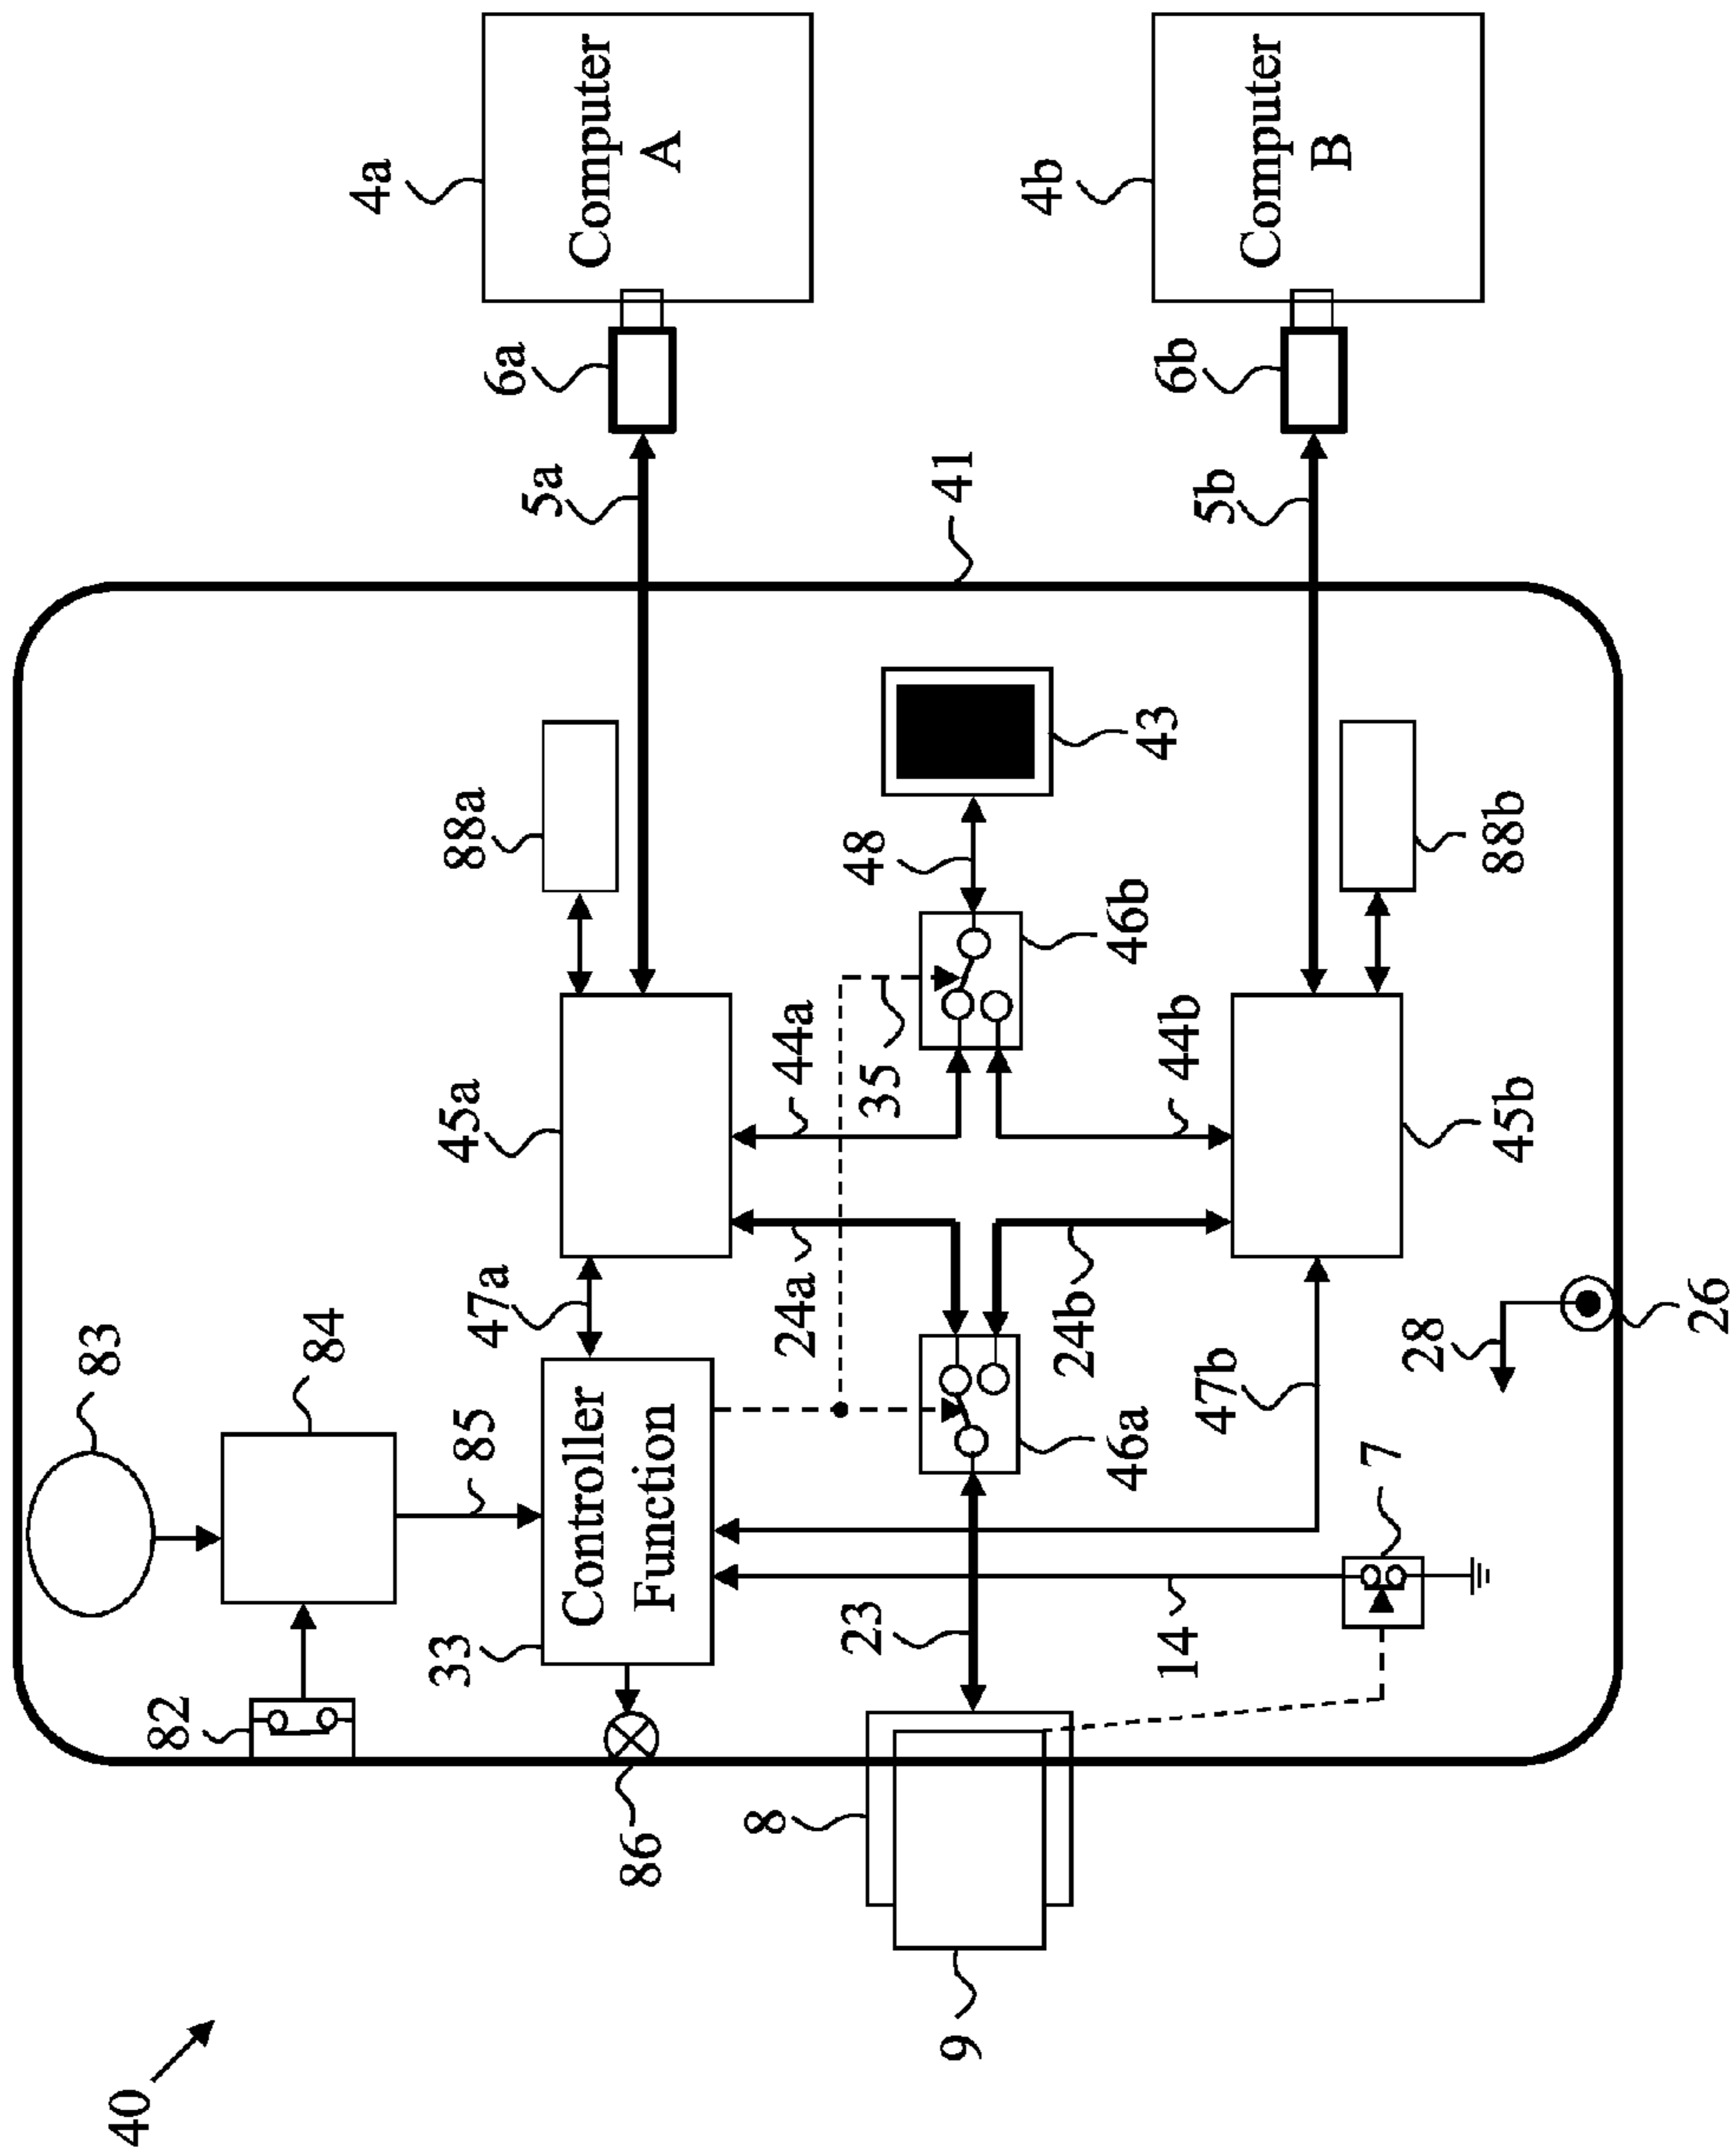 40
82
83
84
85
33
Controller
Function
86
47a
45a
88a
5a
6a
4a
Computer
A
8
9
23
24a
44a
35
48
46b
43
41
46a
24b
44b
47b
14
7
28
26
45b
88b
5b
6b
4b
Computer
B